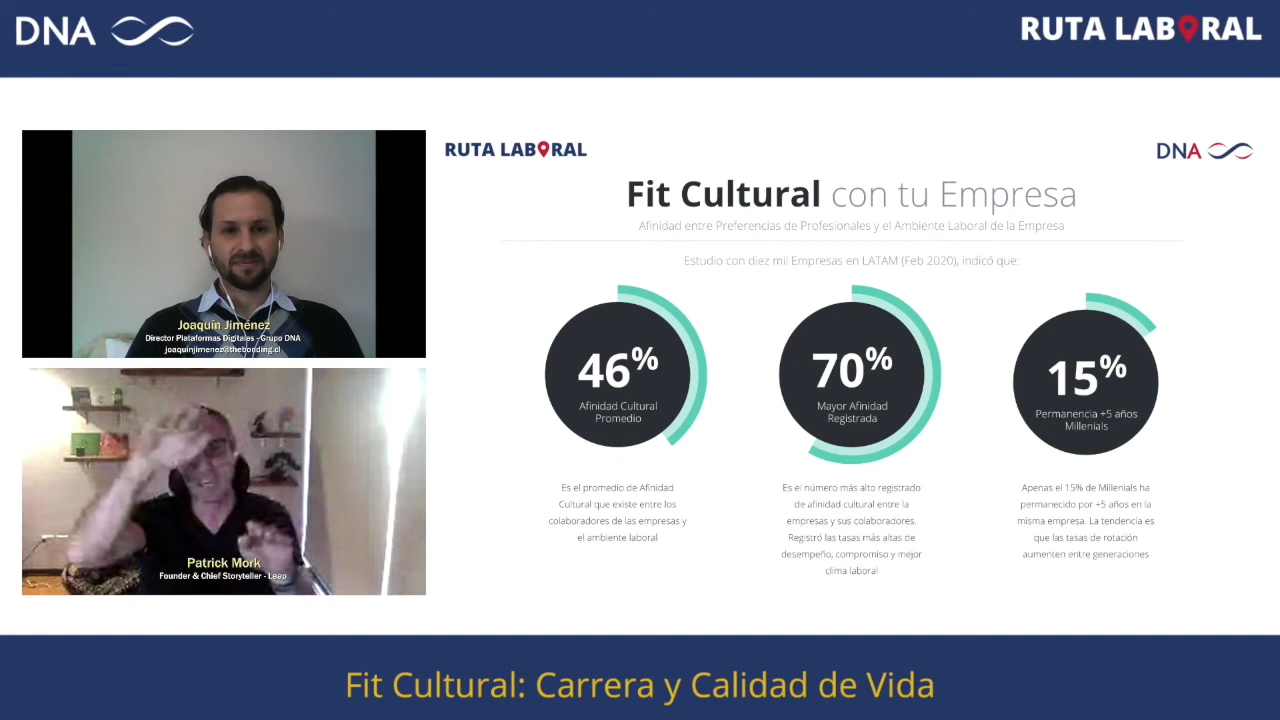 DNA
RUTA LABORAL
Joaquín Jiménez
Director Plataformas Digitales - Grupo DNA
joaquinjimenez@thebonding.cl
Patrick Mork
Founder & Chief Storyteller - Leap
RUTA LABORAL
DNA
Fit Cultural con tu Empresa
Afinidad entre Preferencias de Profesionales y el Ambiente Laboral de la Empresa
Estudio con diez mil Empresas en LATAM (Feb 2020), indicó que:
46%
Afinidad Cultural
Promedio
Es el promedio de Afinidad
Cultural que existe entre los
colaboradores de las empresas y
el ambiente laboral
70%
Mayor Afinidad
Registrada
Es el número más alto registrado
de afinidad cultural entre la
empresas y sus colaboradores.
Registró las tasas más altas de
desempeño, compromiso y mejor
clima laboral
15%
Permanencia +5 años
Millenials
Apenas el 15% de Millenials ha
permanecido por +5 años en la
misma empresa. La tendencia es
que las tasas de rotación
aumenten entre generaciones
Fit Cultural: Carrera y Calidad de Vida